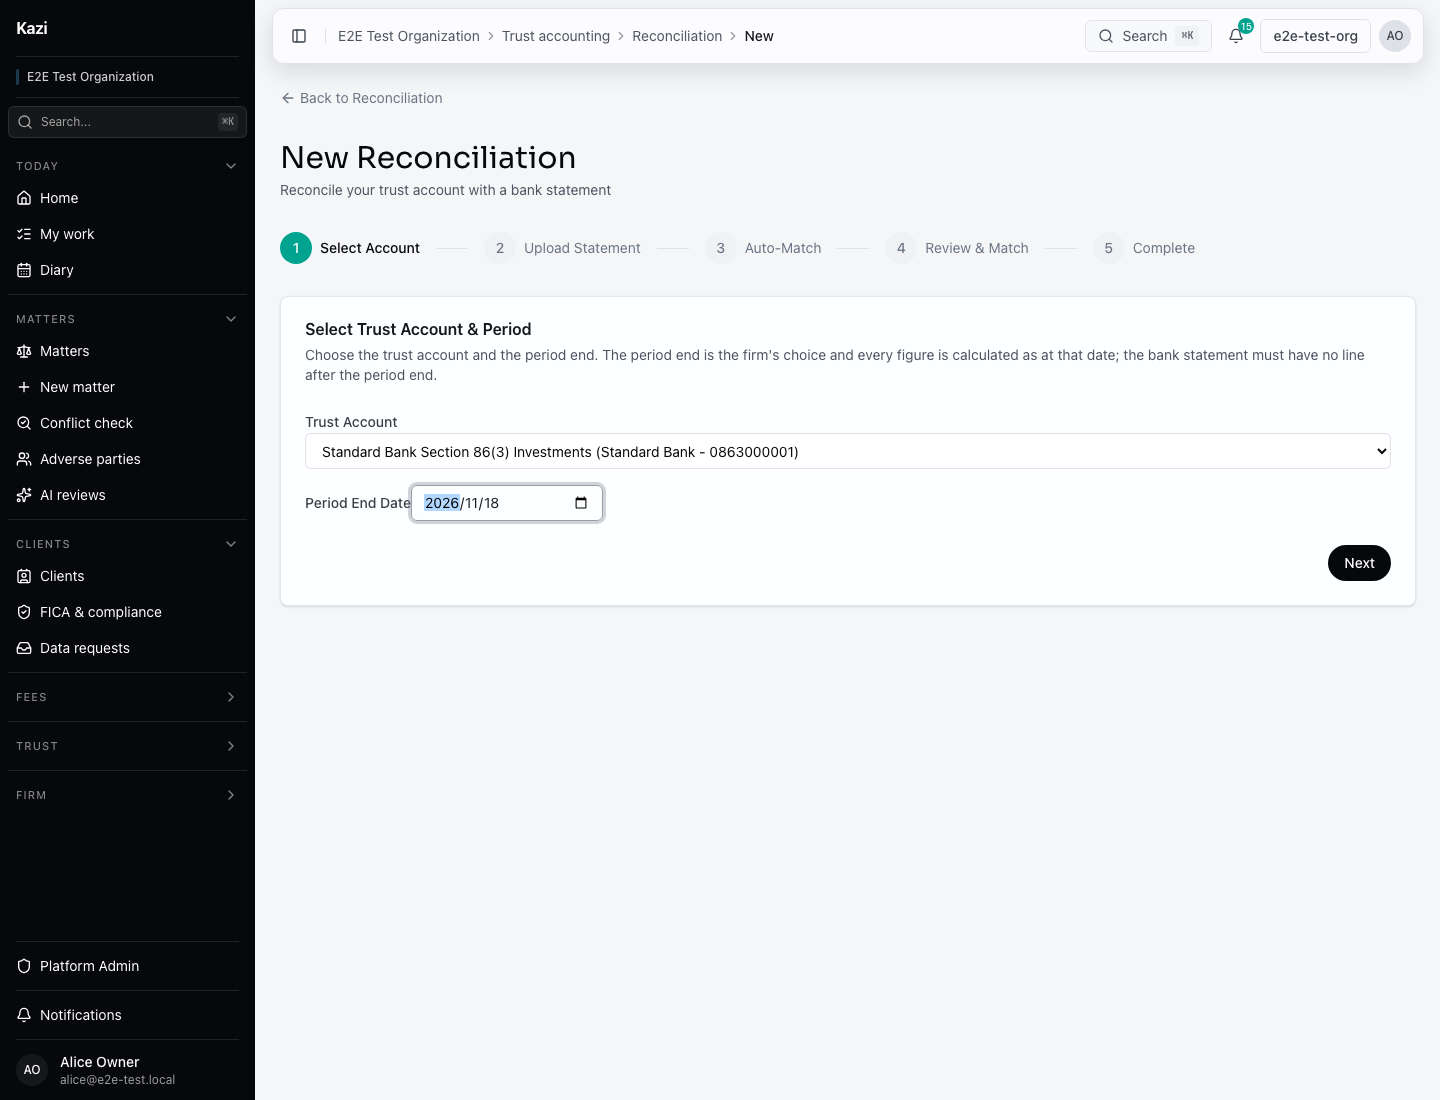 Kazi
E2E Test Organization
Search...
⌘K
TODAY
Home
My work
Diary
MATTERS
Matters
New matter
Conflict check
Adverse parties
AI reviews
CLIENTS
Clients
FICA & compliance
Data requests
FEES
TRUST
FIRM
Platform Admin
Notifications
AO
Alice Owner
alice@e2e-test.local
E2E Test Organization > Trust accounting > Reconciliation > New
Search ⌘K
15
e2e-test-org
AO
Back to Reconciliation
New Reconciliation
Reconcile your trust account with a bank statement
1 Select Account
2 Upload Statement
3 Auto-Match
4 Review & Match
5 Complete
Select Trust Account & Period
Choose the trust account and the period end. The period end is the firm's choice and every figure is calculated as at that date; the bank statement must have no line
after the period end.
Trust Account
Standard Bank Section 86(3) Investments (Standard Bank - 0863000001)
Period End Date 2026/11/18
Next